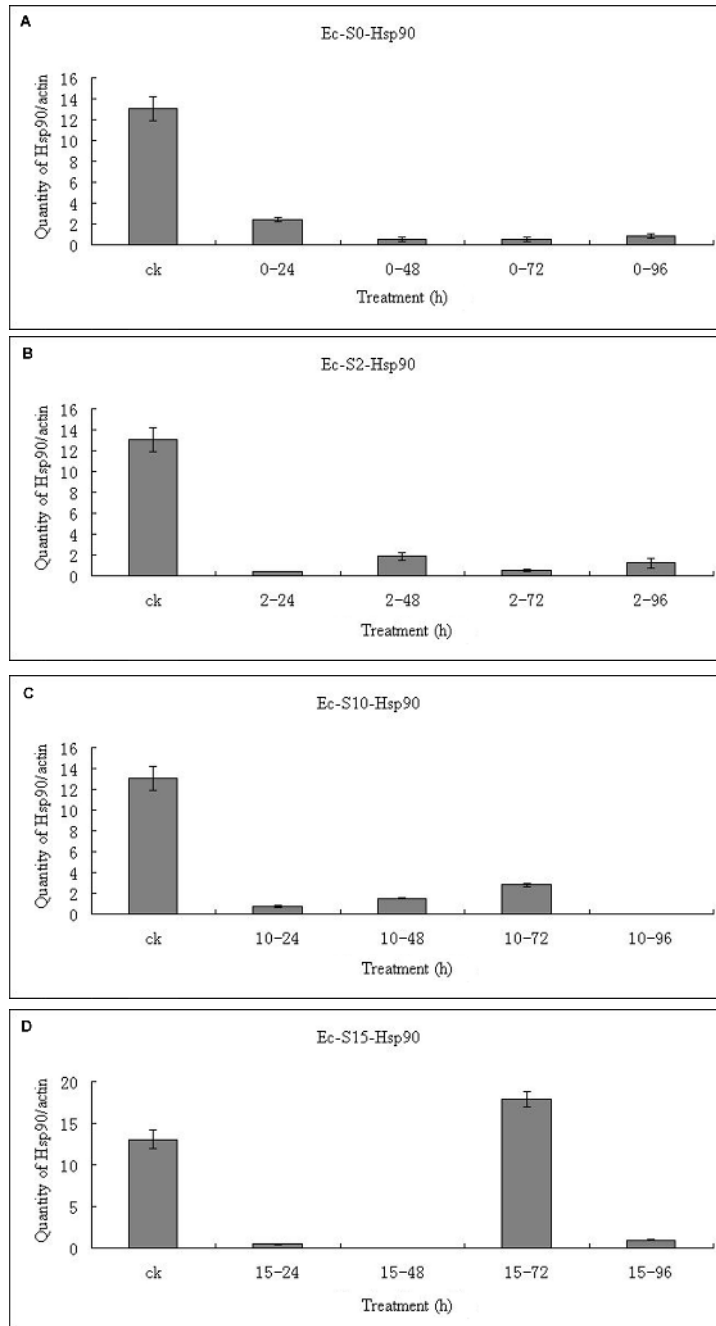 A
Ec-S0-Hsp90
Quantity of Hsp90/actin
16
14
12
10
8
6
4
2
0
ck 0-24 0-48 0-72 0-96
Treatment (h)
B
Ec-S2-Hsp90
Quantity of Hsp90/actin
16
14
12
10
8
6
4
2
0
ck 2-24 2-48 2-72 2-96
Treatment (h)
C
Ec-S10-Hsp90
Quantity of Hsp90/actin
16
14
12
10
8
6
4
2
0
ck 10-24 10-48 10-72 10-96
Treatment (h)
D
Ec-S15-Hsp90
Quantity of Hsp90/actin
20
15
10
5
0
ck 15-24 15-48 15-72 15-96
Treatment (h)